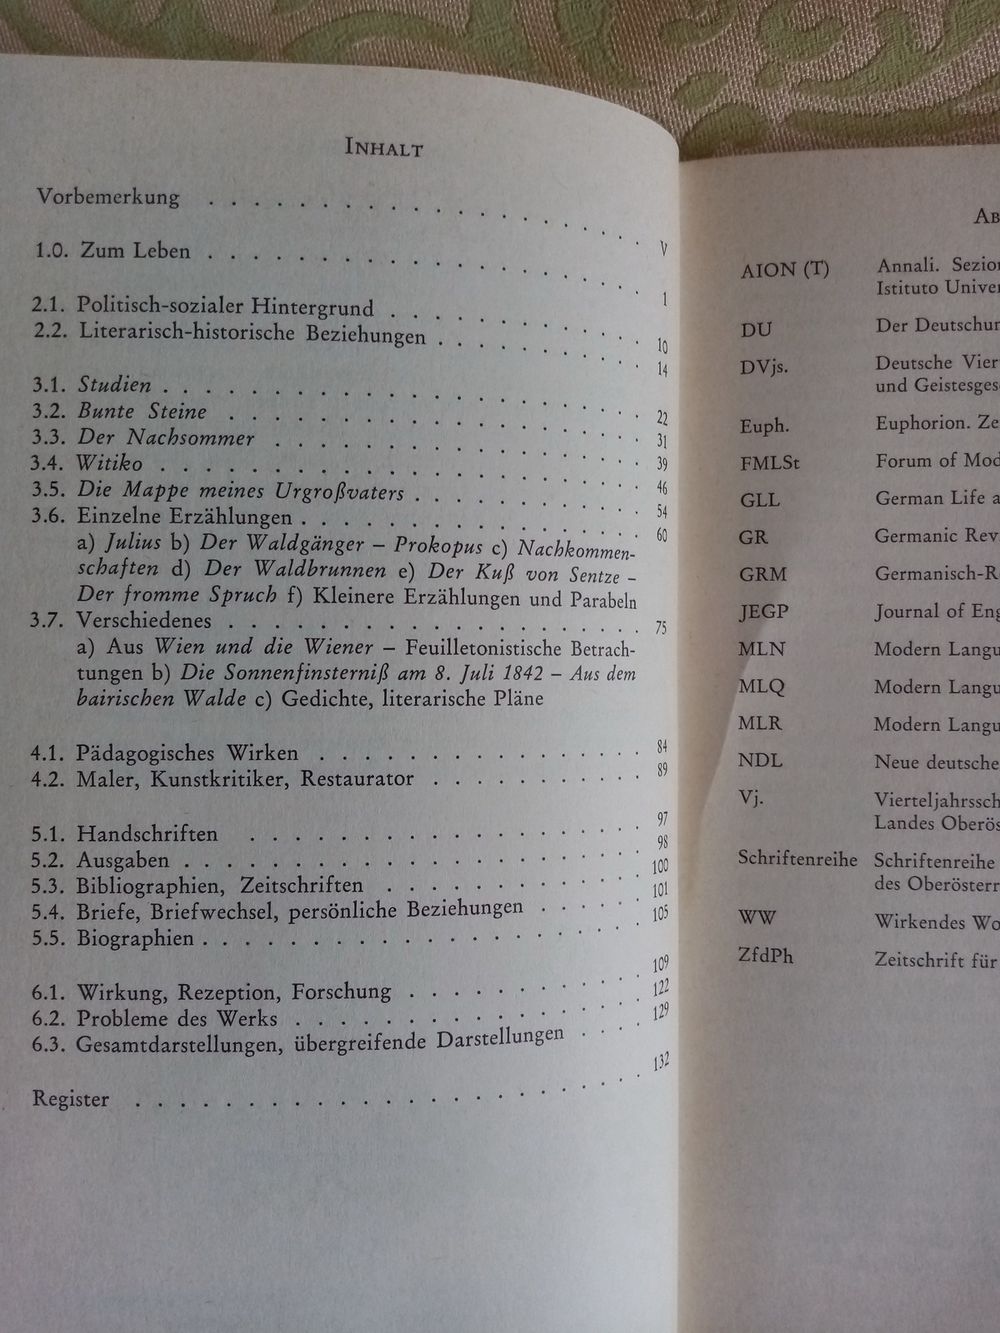 INHALT
Vorbemerkung . . . . . . . . . . . . . . . . . . . V
1.0. Zum Leben . . . . . . . . . . . . . . . . . . . 1
2.1. Politisch-sozialer Hintergrund . . . . . . . . . . . 10
2.2. Literarisch-historische Beziehungen . . . . . . . . . 14
3.1. Studien . . . . . . . . . . . . . . . . . . . . . 22
3.2. Bunte Steine . . . . . . . . . . . . . . . . . . 31
3.3. Der Nachsommer . . . . . . . . . . . . . . . . . 39
3.4. Witiko . . . . . . . . . . . . . . . . . . . . . 46
3.5. Die Mappe meines Urgroßvaters . . . . . . . . . . 54
3.6. Einzelne Erzählungen . . . . . . . . . . . . . . . 60
a) Julius b) Der Waldgänger – Prokopus c) Nachkommen-
schaften d) Der Waldbrunnen e) Der Kuß von Sentze –
Der fromme Spruch f) Kleinere Erzählungen und Parabeln
3.7. Verschiedenes . . . . . . . . . . . . . . . . . . 75
a) Aus Wien und die Wiener – Feuilletonistische Betrach-
tungen b) Die Sonnenfinsterniß am 8. Juli 1842 – Aus dem
bairischen Walde c) Gedichte, literarische Pläne
4.1. Pädagogisches Wirken . . . . . . . . . . . . . . 84
4.2. Maler, Kunstkritiker, Restaurator . . . . . . . . . . 89
5.1. Handschriften . . . . . . . . . . . . . . . . . 97
5.2. Ausgaben . . . . . . . . . . . . . . . . . . . . 98
5.3. Bibliographien, Zeitschriften . . . . . . . . . . . . 100
5.4. Briefe, Briefwechsel, persönliche Beziehungen . . . . . 101
5.5. Biographien . . . . . . . . . . . . . . . . . . . 105
6.1. Wirkung, Rezeption, Forschung . . . . . . . . . . . 109
6.2. Probleme des Werks . . . . . . . . . . . . . . . 122
6.3. Gesamtdarstellungen, übergreifende Darstellungen . . . . 129
Register . . . . . . . . . . . . . . . . . . . . . . 132
AB
AION (T) Annali. Sezion
Istituto Univer
DU Der Deutschun
DVjs. Deutsche Vier
und Geistesges
Euph. Euphorion. Ze
FMLSt Forum of Mod
GLL German Life a
GR Germanic Rev
GRM Germanisch-R
JEGP Journal of Eng
MLN Modern Langu
MLQ Modern Langu
MLR Modern Langu
NDL Neue deutsche
Vj. Vierteljahrssch
Landes Oberös
Schriftenreihe Schriftenreihe
des Oberösterr
WW Wirkendes Wo
ZfdPh Zeitschrift für